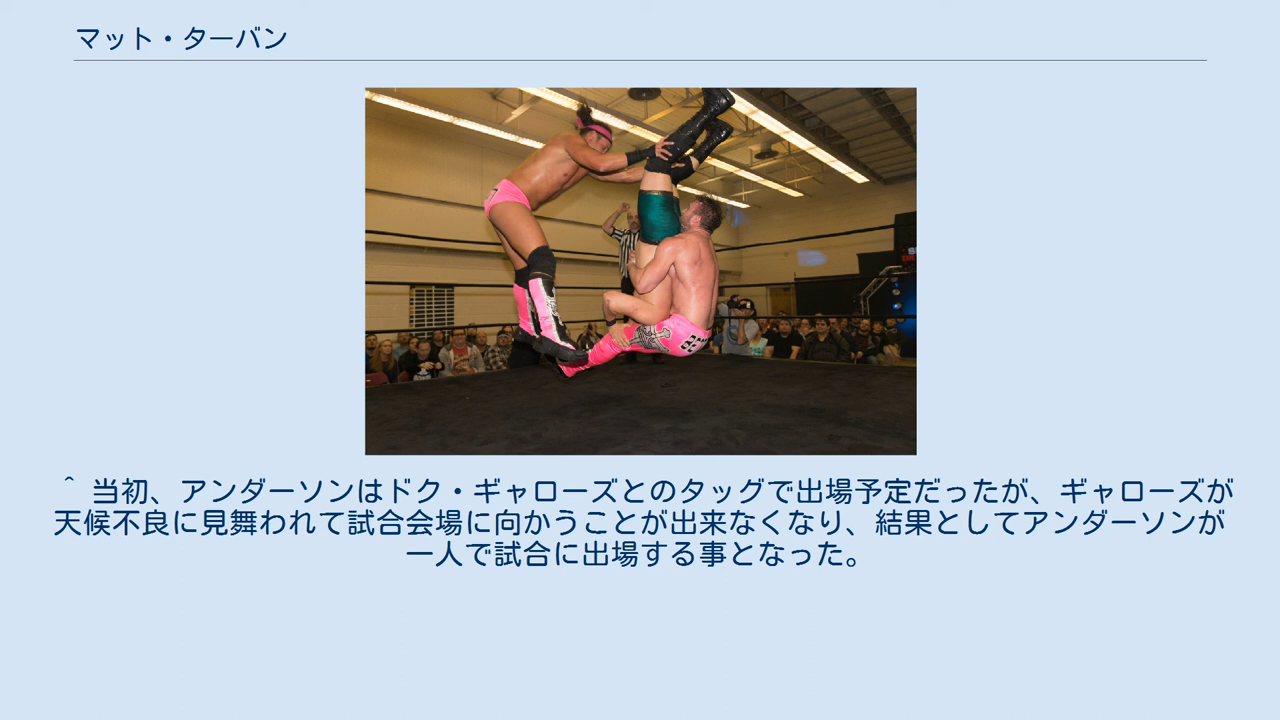 マット・ターバン
^ 当初、アンダーソンはドク・ギャローズとのタッグで出場予定だったが、ギャローズが
天候不良に見舞われて試合会場に向かうことが出来なくなり、結果としてアンダーソンが
一人で試合に出場する事となった。